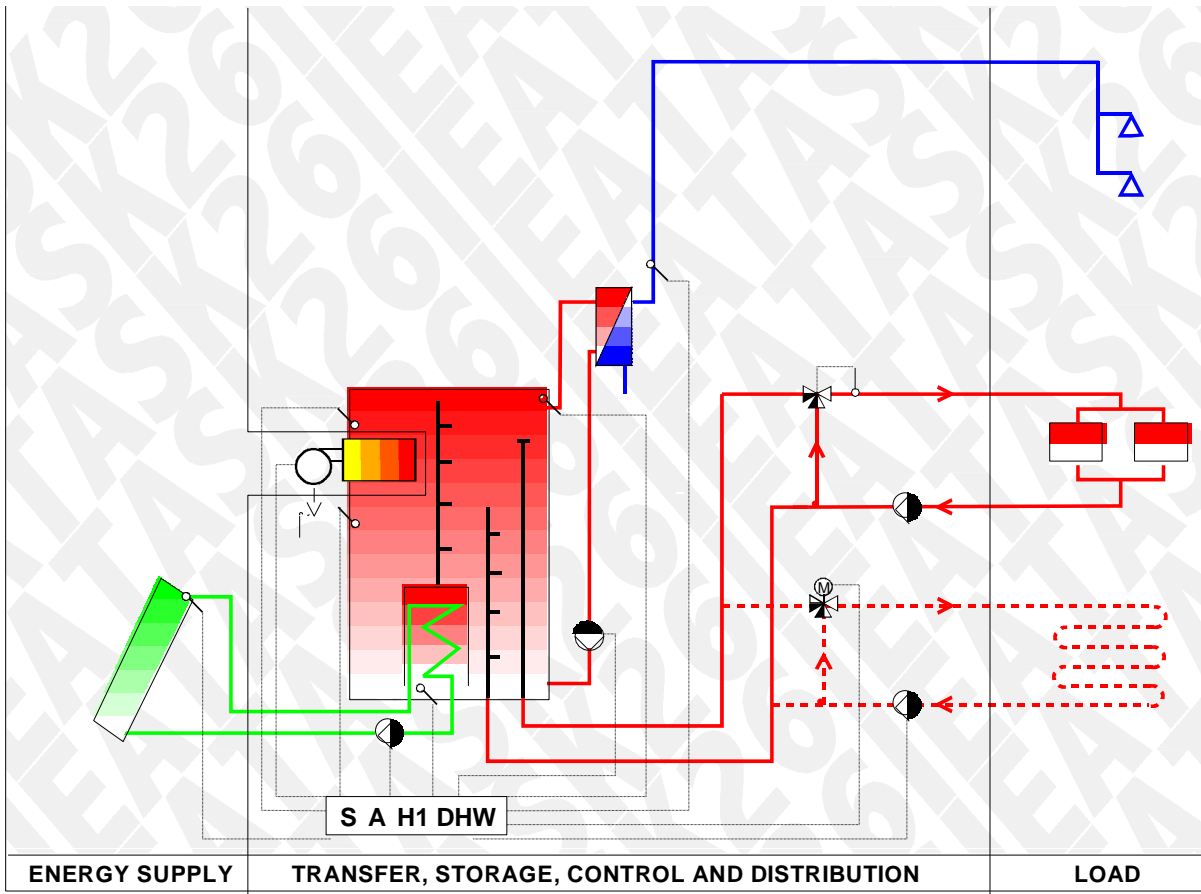 M
S A H1 DHW
ENERGY SUPPLY
TRANSFER, STORAGE, CONTROL AND DISTRIBUTION
LOAD